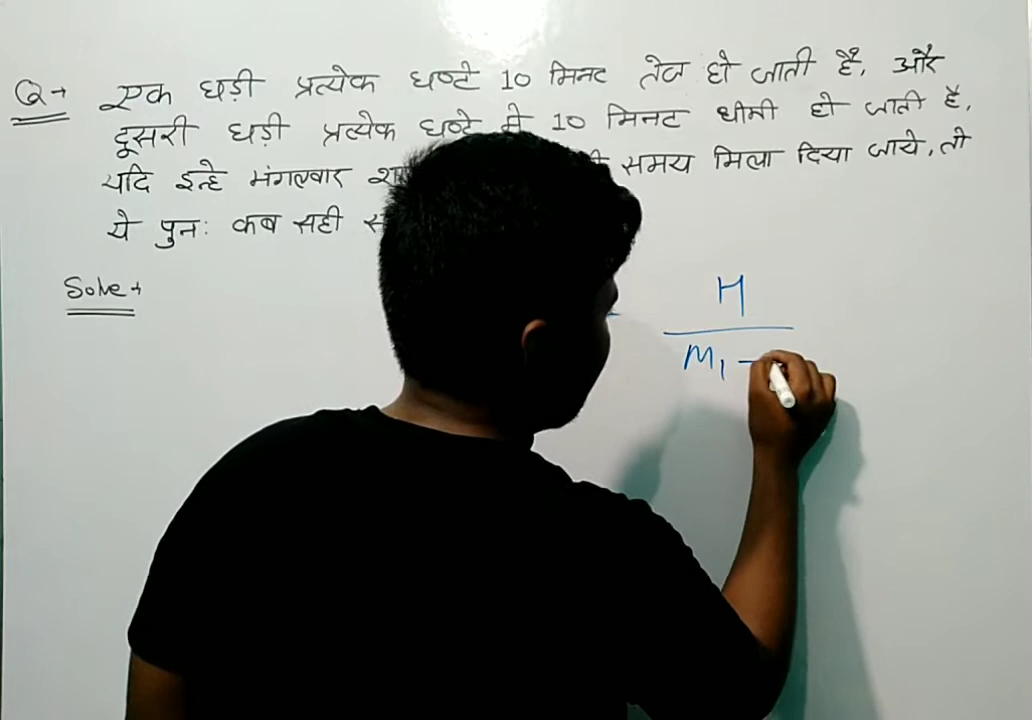 Q→ एक घड़ी प्रत्येक घण्टे 10 मिनट तेज हो जाती है, और
दूसरी घड़ी प्रत्येक घण्टे मे 10 मिनट धीमी हो जाती है,
यदि इन्हे मंगलवार समय मिला दिया जाये, तो
ये पुनः कब सही
Solve→
H
M₁ –